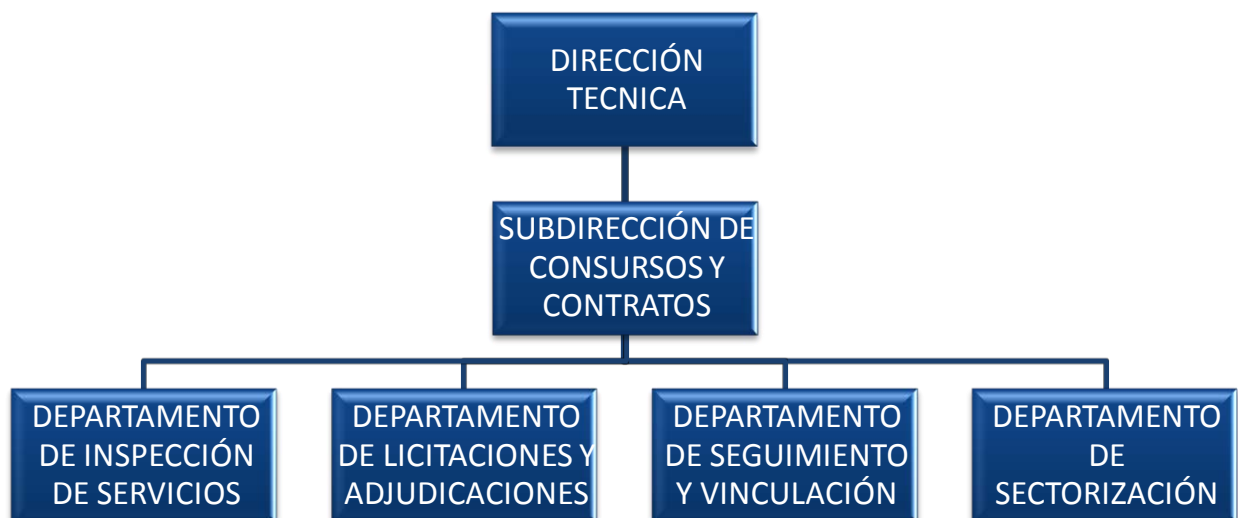 DIRECCIÓN
TECNICA
SUBDIRECCIÓN DE
CONSURSOS Y
CONTRATOS
DEPARTAMENTO
DE INSPECCIÓN
DE SERVICIOS
DEPARTAMENTO
DE LICITACIONES Y
ADJUDICACIONES
DEPARTAMENTO
DE SEGUIMIENTO
Y VINCULACIÓN
DEPARTAMENTO
DE
SECTORIZACIÓN